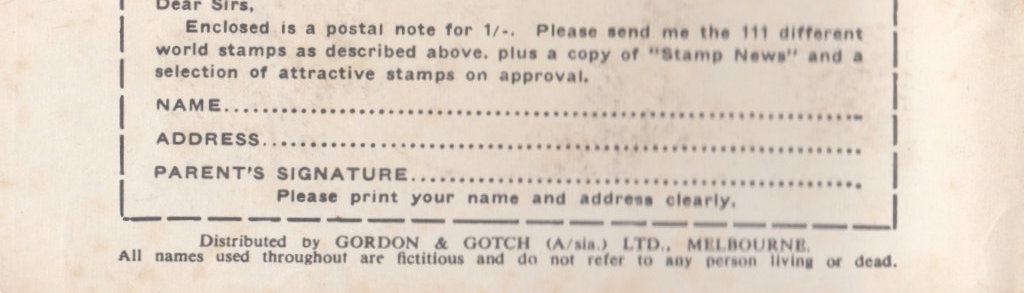 Dear Sirs,
Enclosed is a postal note for 1/-. Please send me the 111 different
world stamps as described above, plus a copy of "Stamp News" and a
selection of attractive stamps on approval.
NAME................................................................
ADDRESS................................................................
PARENT'S SIGNATURE................................................
Please print your name and address clearly.
Distributed by GORDON & GOTCH (A/sia.) LTD., MELBOURNE.
All names used throughout are fictitious and do not refer to any person living or dead.